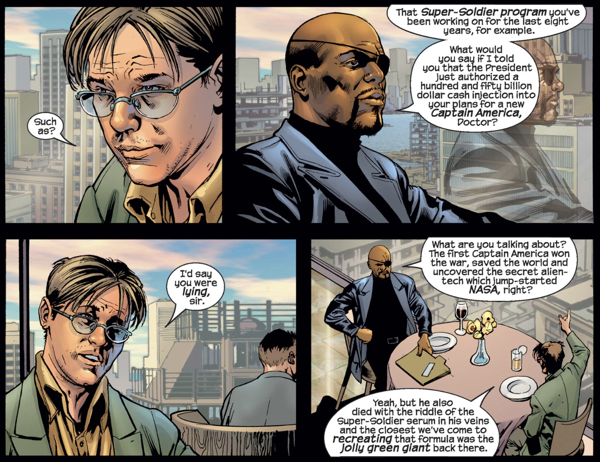 Such
as?
That Super-Soldier program you've
been working on for the last eight
years, for example.
What would
you say if I told
you that the President
just authorized a
hundred and fifty billion
dollar cash injection into
your plans for a new
Captain America,
Doctor?
I'd say
you were
lying,
sir.
What are you talking about?
The first Captain America won
the war, saved the world and
uncovered the secret alien-
tech which jump-started
NASA, right?
Yeah, but he also
died with the riddle of the
Super-Soldier serum in his veins
and the closest we've come to
recreating that formula was the
jolly green giant back there.